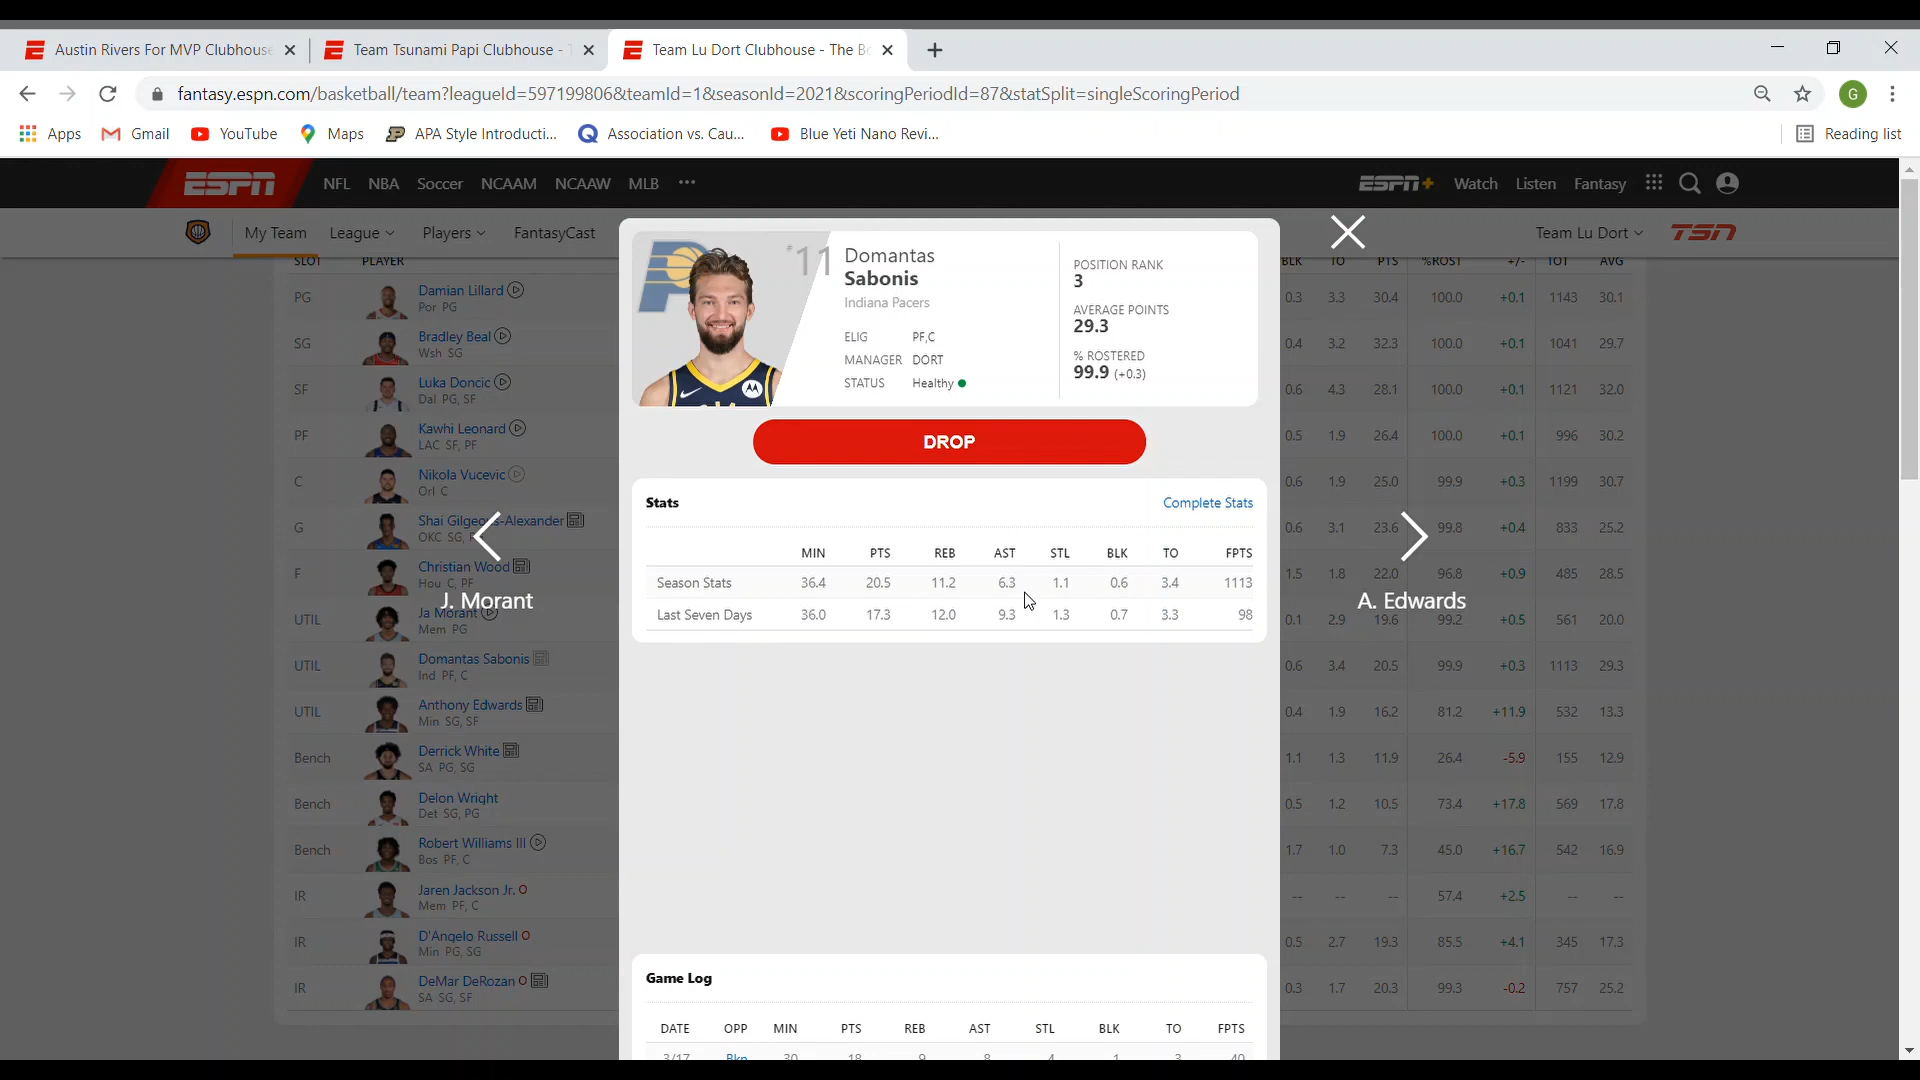 Austin Rivers For MVP Clubhouse
Team Tsunami Papi Clubhouse -
Team Lu Dort Clubhouse - The B
fantasy.espn.com/basketball/team?leagueId=597199806&teamId=1&seasonId=2021&scoringPeriodId=87&statSplit=singleScoringPeriod
G
Apps Gmail YouTube Maps APA Style Introducti... Association vs. Cau... Blue Yeti Nano Revi... Reading list
ESPN NFL NBA Soccer NCAAM NCAAW MLB ••• ESPN+ Watch Listen Fantasy
My Team League Players FantasyCast Team Lu Dort TSN
SLOT PLAYER BLK TO PTS %ROST +/- TOT AVG
PG Damian Lillard 0.3 3.3 30.4 100.0 +0.1 1143 30.1
Por PG
SG Bradley Beal 0.4 3.2 32.3 100.0 +0.1 1041 29.7
Wsh SG
SF Luka Doncic 0.6 4.3 28.1 100.0 +0.1 1121 32.0
Dal PG, SF
PF Kawhi Leonard 0.5 1.9 26.4 100.0 +0.1 996 30.2
LAC SF, PF
C Nikola Vucevic 0.6 1.9 25.0 99.9 +0.3 1199 30.7
Orl C
G Shai Gilgeous-Alexander 0.6 3.1 23.6 99.8 +0.4 833 25.2
OKC SG,
F Christian Wood 1.5 1.8 22.0 96.8 +0.9 485 28.5
Hou C, PF
UTIL Ja Morant 0.1 2.9 19.6 99.2 +0.5 561 20.0
Mem PG
UTIL Domantas Sabonis 0.6 3.4 20.5 99.9 +0.3 1113 29.3
Ind PF, C
UTIL Anthony Edwards 0.4 1.9 16.2 81.2 +11.9 532 13.3
Min SG, SF
Bench Derrick White 1.1 1.3 11.9 26.4 -5.9 155 12.9
SA PG, SG
Bench Delon Wright 0.5 1.2 10.5 73.4 +17.8 569 17.8
Det SG, PG
Bench Robert Williams III 1.7 1.0 7.3 45.0 +16.7 542 16.9
Bos PF, C
IR Jaren Jackson Jr. O -- -- -- 57.4 +2.5 -- --
Mem PF, C
IR D'Angelo Russell O 0.5 2.7 19.3 85.5 +4.1 345 17.3
Min PG, SG
IR DeMar DeRozan O 0.3 1.7 20.3 99.3 -0.2 757 25.2
SA SG, SF
J. Morant
A. Edwards
#11
Domantas
Sabonis
Indiana Pacers
ELIG PF,C
MANAGER DORT
STATUS Healthy
POSITION RANK
3
AVERAGE POINTS
29.3
% ROSTERED
99.9 (+0.3)
DROP
Stats Complete Stats
MIN PTS REB AST STL BLK TO FPTS
Season Stats 36.4 20.5 11.2 6.3 1.1 0.6 3.4 1113
Last Seven Days 36.0 17.3 12.0 9.3 1.3 0.7 3.3 98
Game Log
DATE OPP MIN PTS REB AST STL BLK TO FPTS
3/17 Bkn 30 18 9 8 4 1 3 40